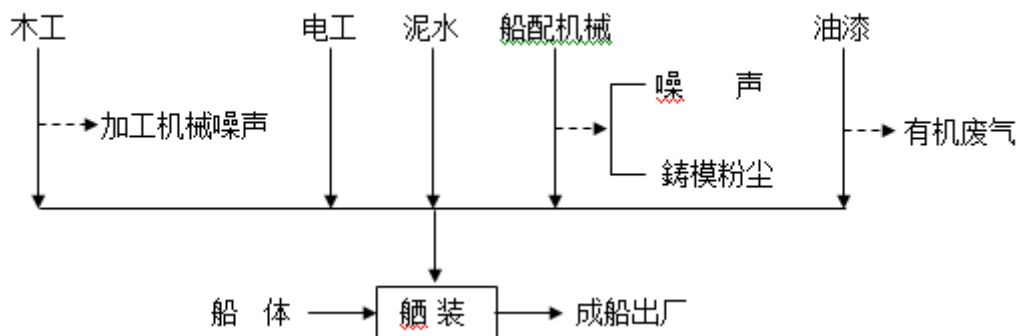 木工 电工 泥水 船配机械 油漆
噪 声
加工机械噪声 有机废气
鋳模粉尘
船 体 舾装 成船出厂